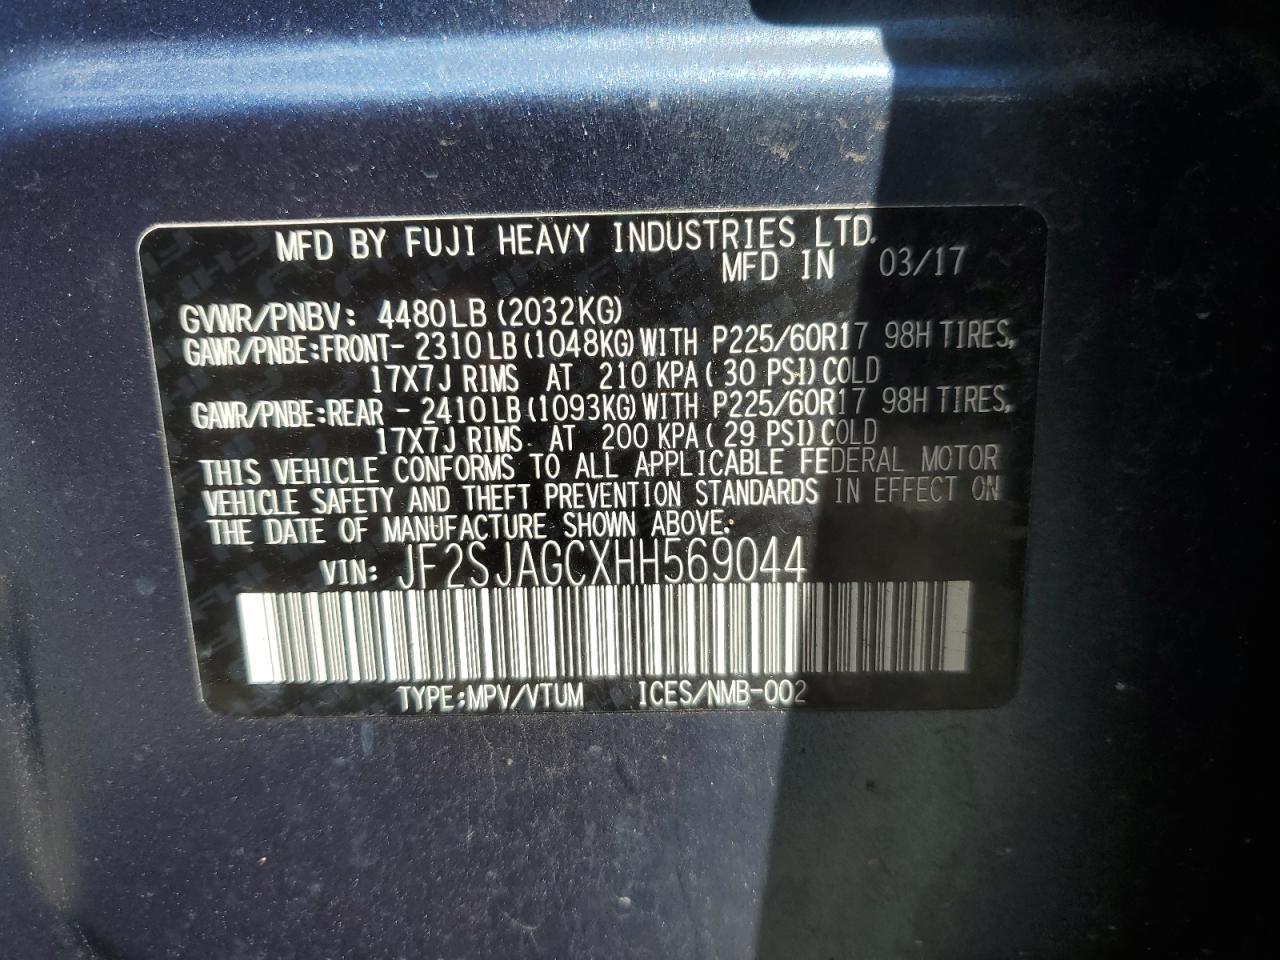 MFD BY FUJI HEAVY INDUSTRIES LTD.
MFD IN 03/17
GVWR/PNBV: 4480LB (2032KG)
GAWR/PNBE:FRONT- 2310LB (1048KG) WITH P225/60R17 98H TIRES,
17X7J RIMS AT 210 KPA ( 30 PSI) COLD
GAWR/PNBE:REAR - 2410LB (1093KG) WITH P225/60R17 98H TIRES,
17X7J RIMS AT 200 KPA ( 29 PSI) COLD
THIS VEHICLE CONFORMS TO ALL APPLICABLE FEDERAL MOTOR
VEHICLE SAFETY AND THEFT PREVENTION STANDARDS IN EFFECT ON
THE DATE OF MANUFACTURE SHOWN ABOVE.
VIN: JF2SJAGCXHH569044
TYPE:MPV/VTUM ICES/NMB-002